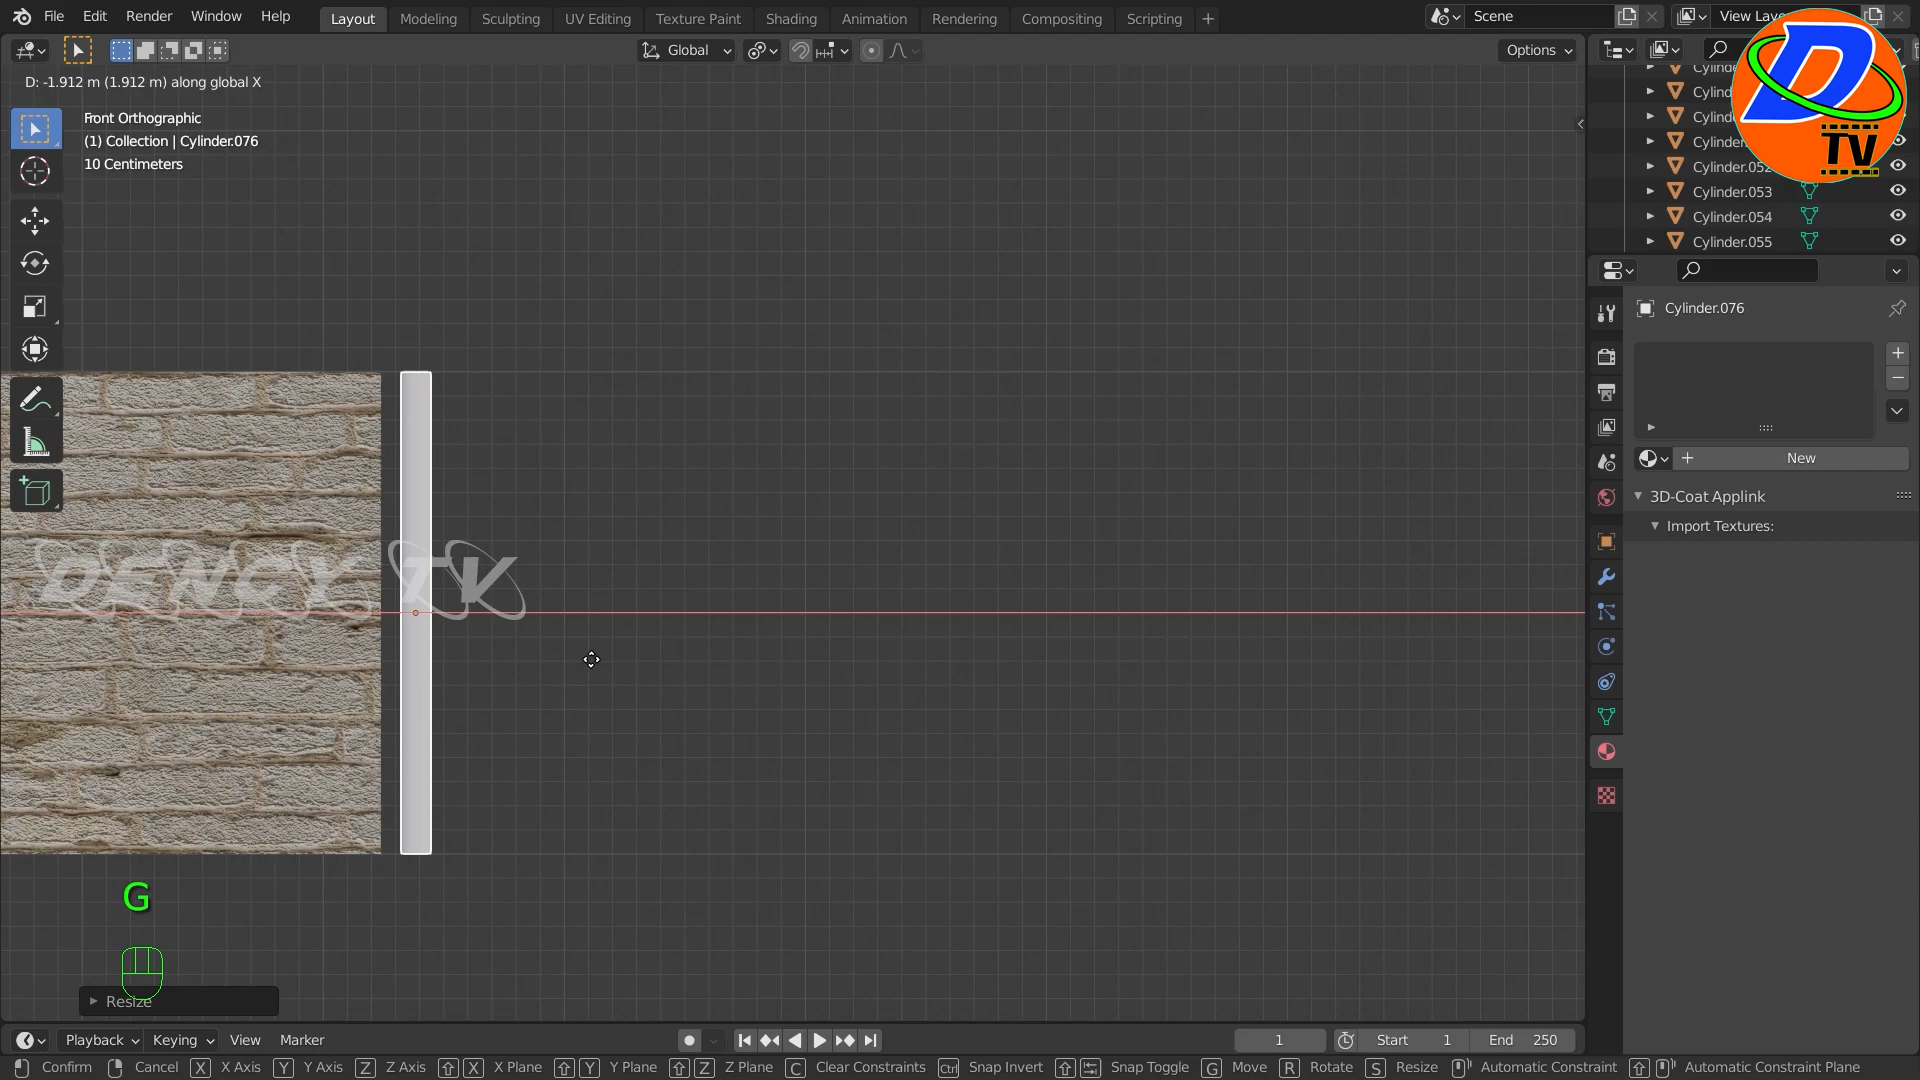 File Edit Render Window Help Layout Modeling Sculpting UV Editing Texture Paint Shading Animation Rendering Compositing Scripting + Scene
Global Options
D: -1.912 m (1.912 m) along global X
Front Orthographic
(1) Collection | Cylinder.076
10 Centimeters
D
TV
Cylinder.052
Cylinder.053
Cylinder.054
Cylinder.055
Cylinder.076
+ New
3D-Coat Applink
Import Textures:
DENCY TV
G
Resize
Playback Keying View Marker 1 Start 1 End 250
Confirm Cancel X X Axis Y Y Axis Z Z Axis X X Plane Y Y Plane Z Z Plane C Clear Constraints Ctrl Snap Invert Snap Toggle G Move R Rotate S Resize Automatic Constraint Automatic Constraint Plane